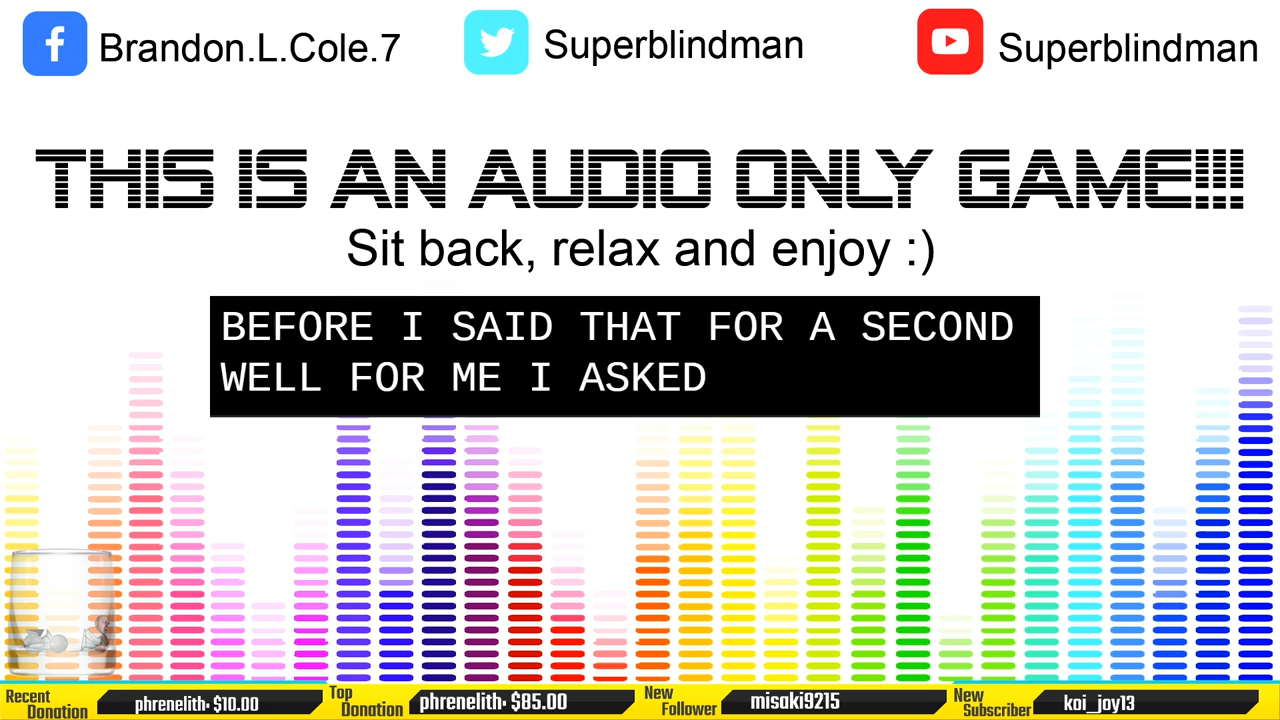 Brandon.L.Cole.7
Superblindman
Superblindman
THIS IS AN AUDIO ONLY GAME!!!
Sit back, relax and enjoy :)
BEFORE I SAID THAT FOR A SECOND
WELL FOR ME I ASKED
Recent Donation
phrenelith: $10.00
Top Donation
phrenelith: $85.00
New Follower
misaki9215
New Subscriber
koi_joy13